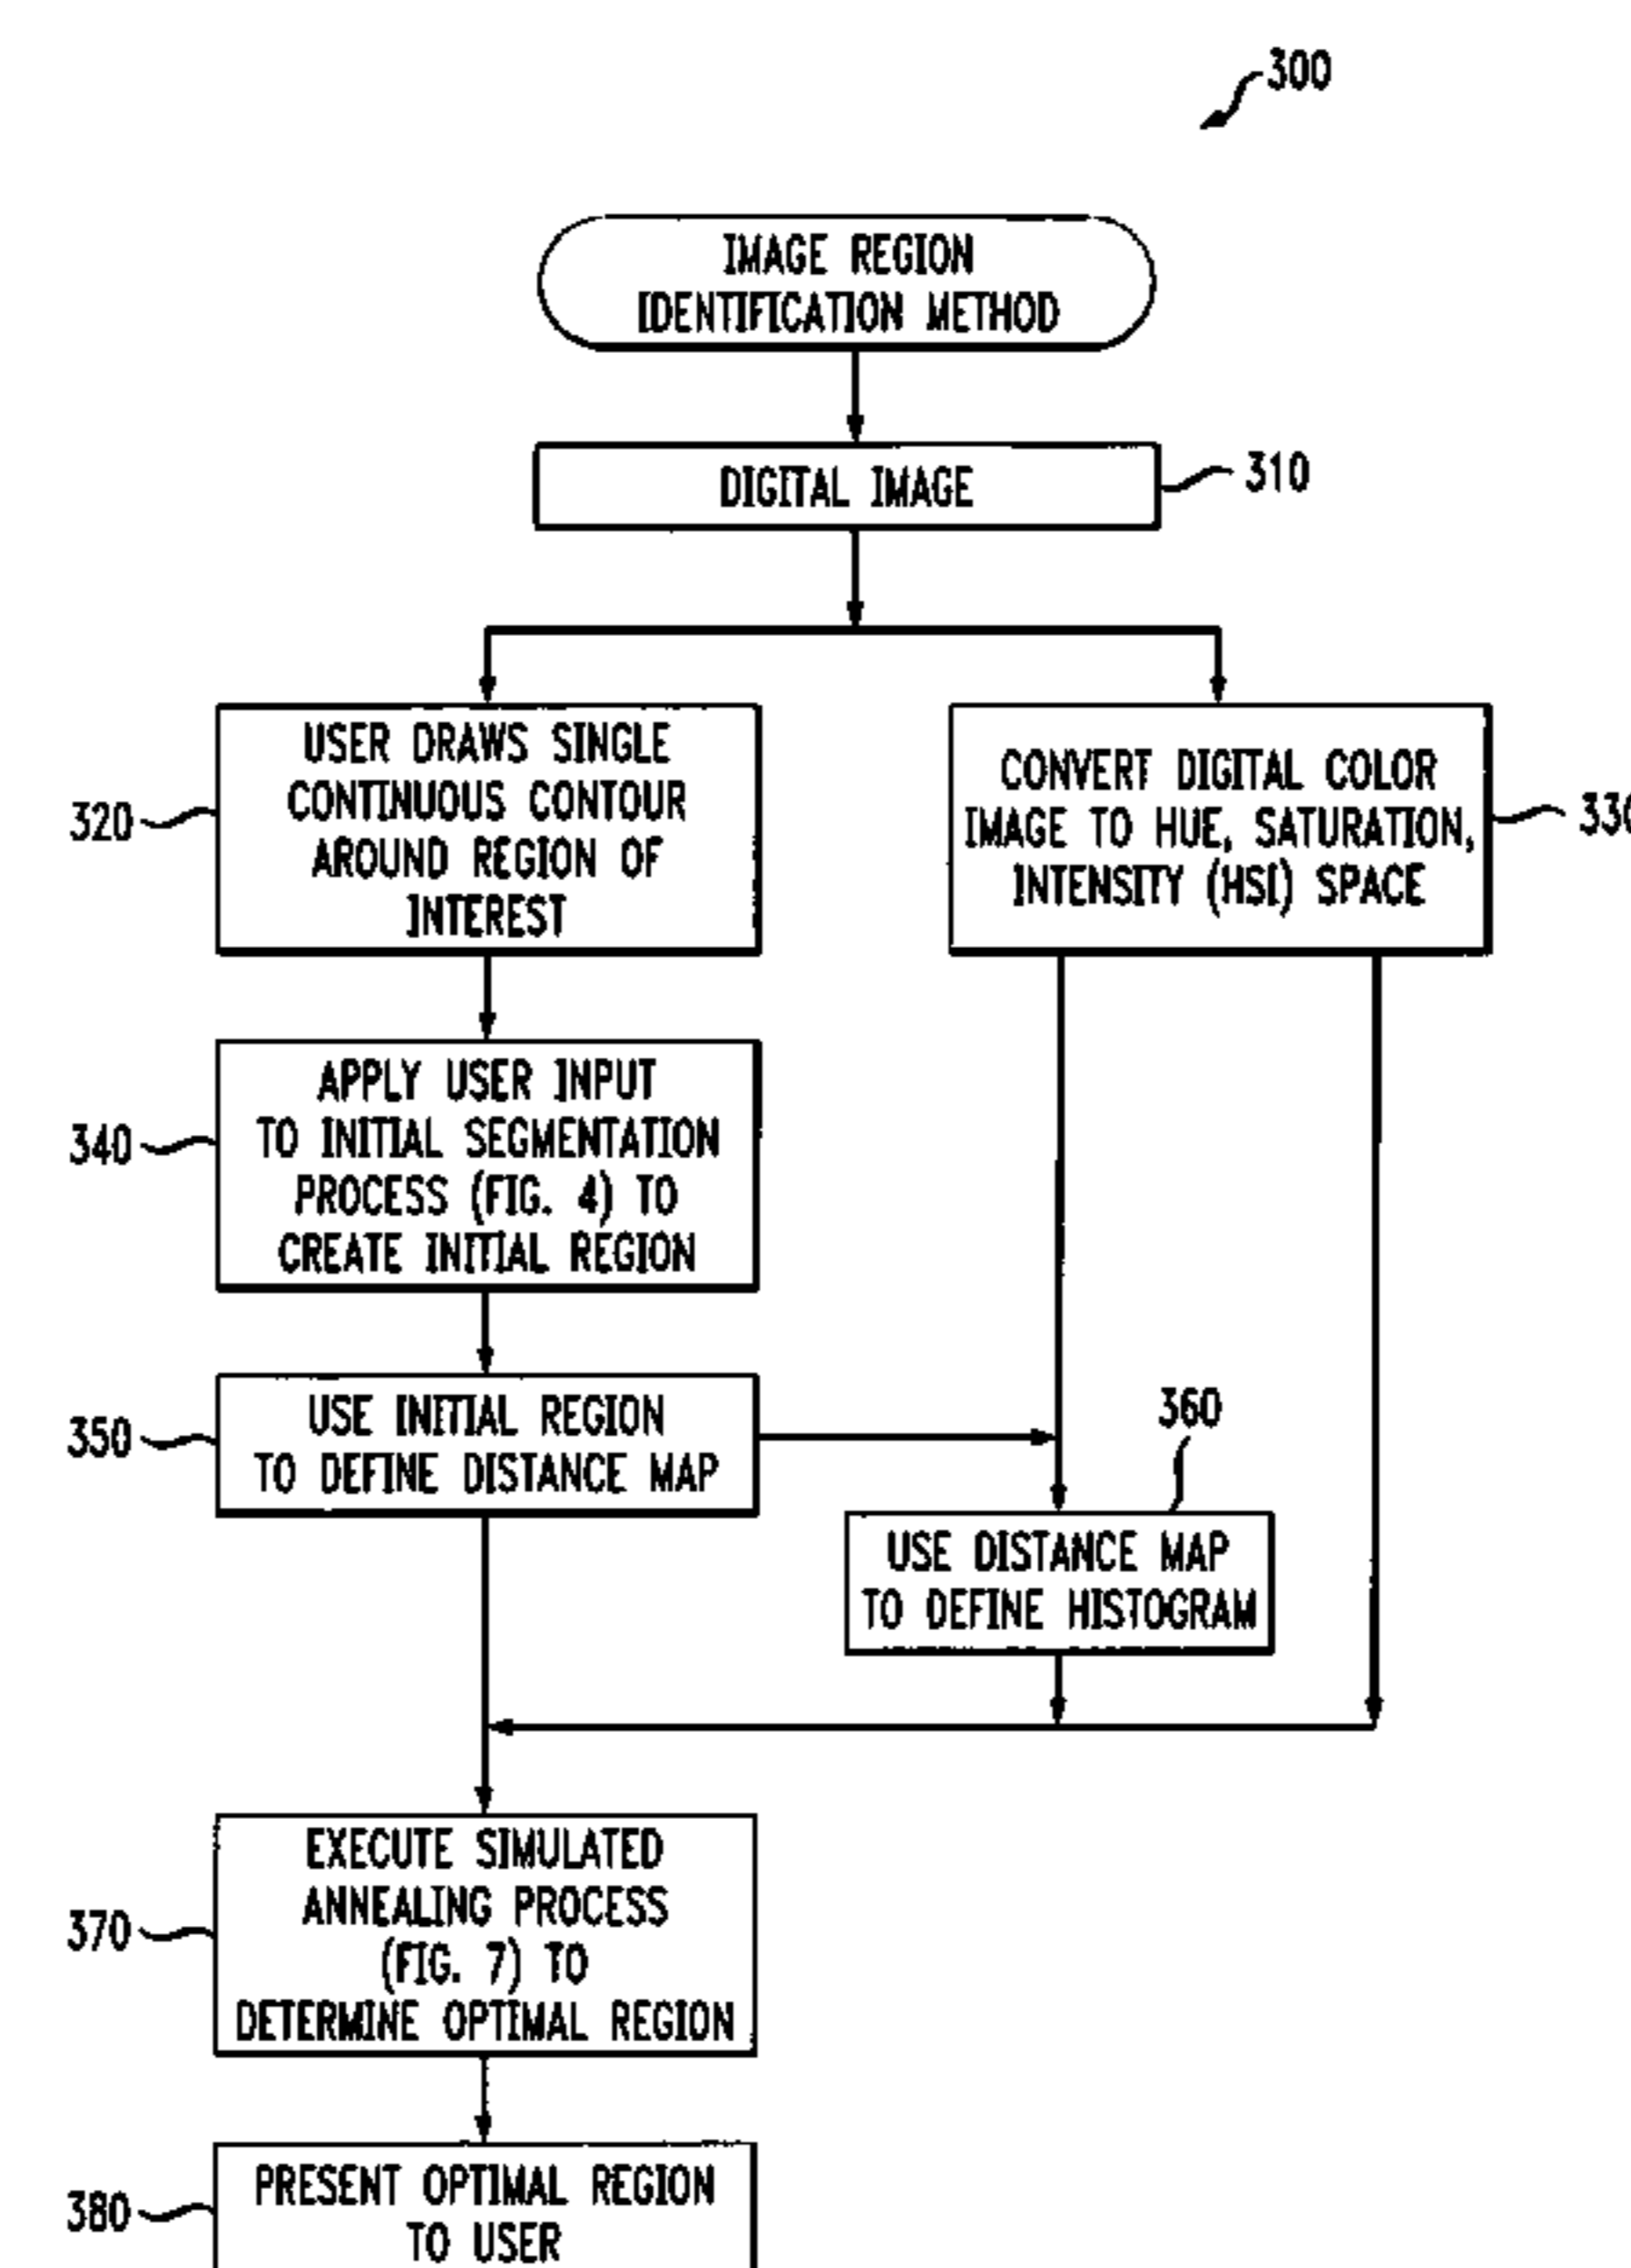 300
IMAGE REGION
IDENTIFICATION METHOD
DIGITAL IMAGE
310
USER DRAWS SINGLE
CONTINUOUS CONTOUR
AROUND REGION OF
INTEREST
320
CONVERT DIGITAL COLOR
IMAGE TO HUE, SATURATION,
INTENSITY (HSI) SPACE
330
APPLY USER INPUT
TO INITIAL SEGMENTATION
PROCESS (FIG. 4) TO
CREATE INITIAL REGION
340
USE INITIAL REGION
TO DEFINE DISTANCE MAP
350
360
USE DISTANCE MAP
TO DEFINE HISTOGRAM
EXECUTE SIMULATED
ANNEALING PROCESS
(FIG. 7) TO
DETERMINE OPTIMAL REGION
370
PRESENT OPTIMAL REGION
TO USER
380